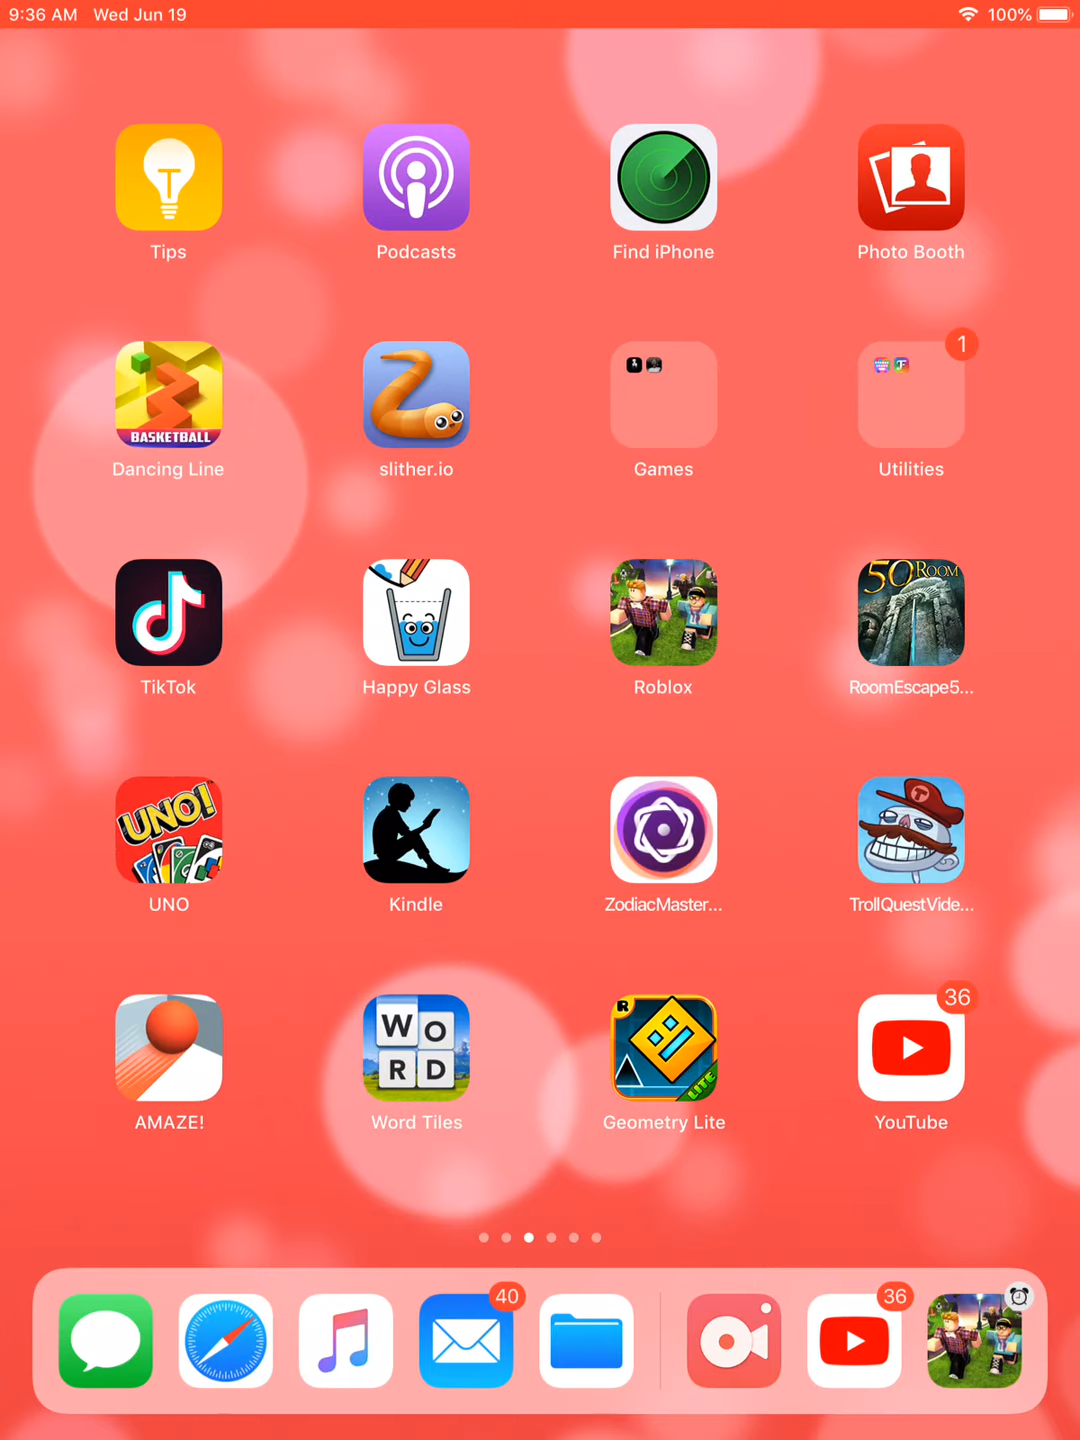 9:36 AM Wed Jun 19 100%
T
Tips Podcasts Find iPhone Photo Booth
1
BASKETBALL
Dancing Line slither.io Games Utilities
50 ROOM
TikTok Happy Glass Roblox RoomEscape5...
UNO!
T
UNO Kindle ZodiacMaster... TrollQuestVide...
36
R
W O
R D
LITE
AMAZE! Word Tiles Geometry Lite YouTube
40 36